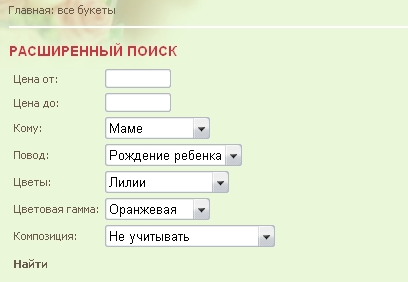 Главная: все букеты
РАСШИРЕННЫЙ ПОИСК
Цена от:
Цена до:
Кому: Маме
Повод: Рождение ребенка
Цветы: Лилии
Цветовая гамма: Оранжевая
Композиция: Не учитывать
Найти